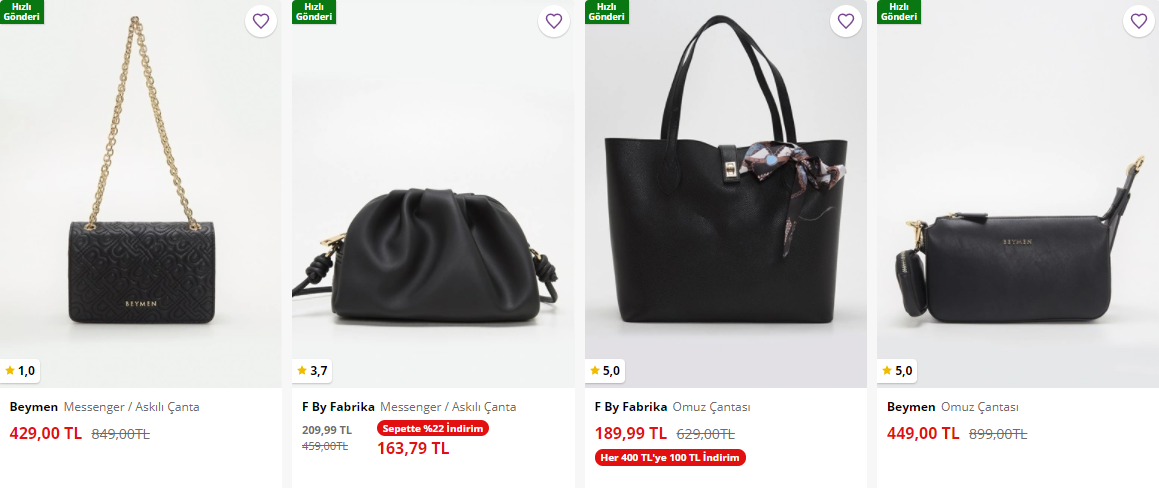 Hızlı
Gönderi
BEYMEN
1,0
Beymen Messenger / Askılı Çanta
429,00 TL 849,00TL
Hızlı
Gönderi
3,7
F By Fabrika Messenger / Askılı Çanta
209,99 TL
459,00TL
Sepette %22 İndirim
163,79 TL
Hızlı
Gönderi
5,0
F By Fabrika Omuz Çantası
189,99 TL 629,00TL
Her 400 TL'ye 100 TL İndirim
Hızlı
Gönderi
BEYMEN
5,0
Beymen Omuz Çantası
449,00 TL 899,00TL